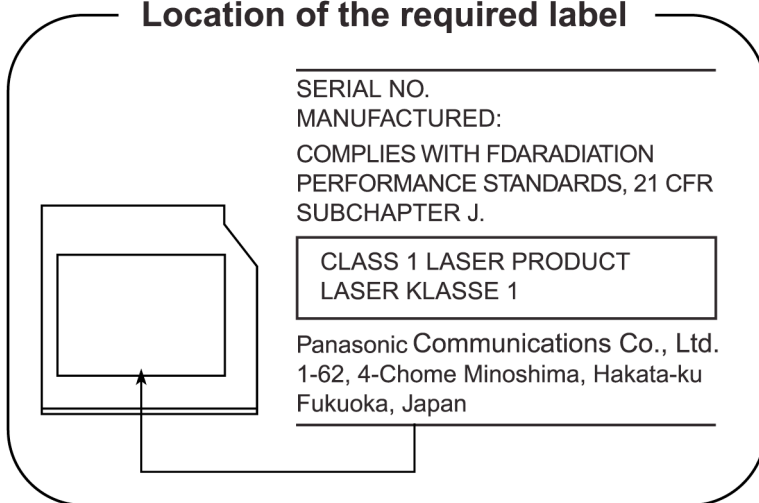 Location of the required label
SERIAL NO.
MANUFACTURED:
COMPLIES WITH FDARADIATION
PERFORMANCE STANDARDS, 21 CFR
SUBCHAPTER J.
CLASS 1 LASER PRODUCT
LASER KLASSE 1
Panasonic Communications Co., Ltd.
1-62, 4-Chome Minoshima, Hakata-ku
Fukuoka, Japan